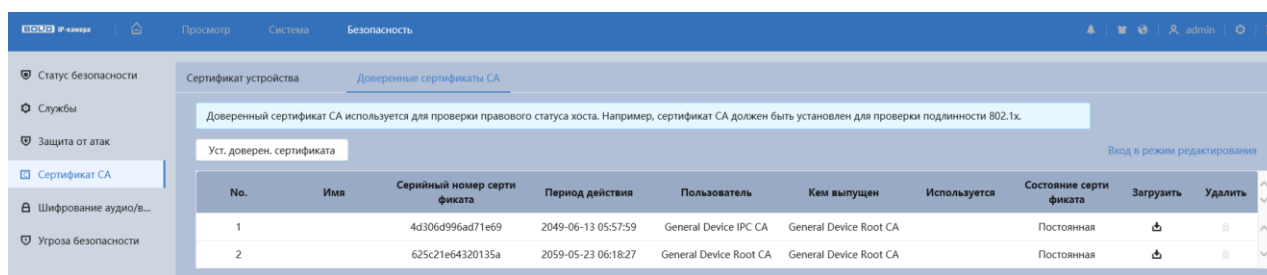 BOLID IP-камера Просмотр Система Безопасность admin
Статус безопасности
Службы
Защита от атак
Сертификат СА
Шифрование аудио/в...
Угроза безопасности
Сертификат устройства Доверенные сертификаты СА
Доверенный сертификат СА используется для проверки правового статуса хоста. Например, сертификат СА должен быть установлен для проверки подлинности 802.1x.
Уст. доверен. сертификата Вход в режим редактирования
No. Имя Серийный номер серти
фиката Период действия Пользователь Кем выпущен Используется Состояние серти
фиката Загрузить Удалить
1 4d306d996ad71e69 2049-06-13 05:57:59 General Device IPC CA General Device Root CA Постоянная
2 625c21e64320135a 2059-05-23 06:18:27 General Device Root CA General Device Root CA Постоянная